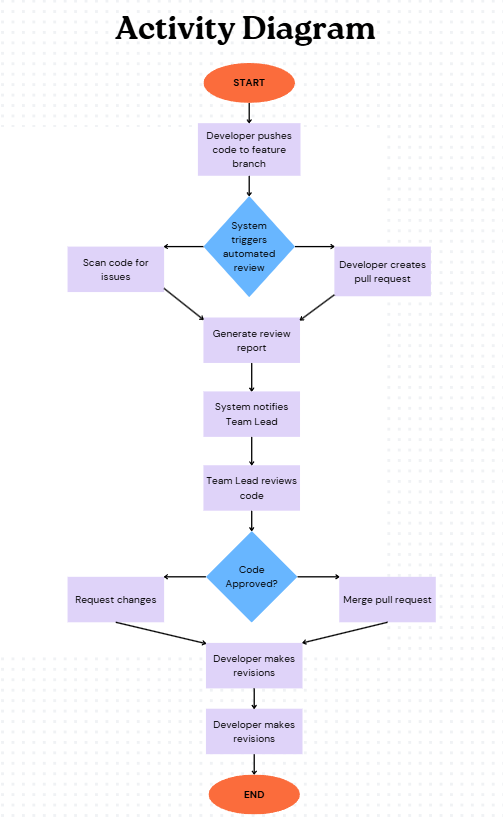 Activity Diagram
START
Developer pushes
code to feature
branch
System
triggers
automated
review
Scan code for
issues
Developer creates
pull request
Generate review
report
System notifies
Team Lead
Team Lead reviews
code
Code
Approved?
Request changes
Merge pull request
Developer makes
revisions
Developer makes
revisions
END